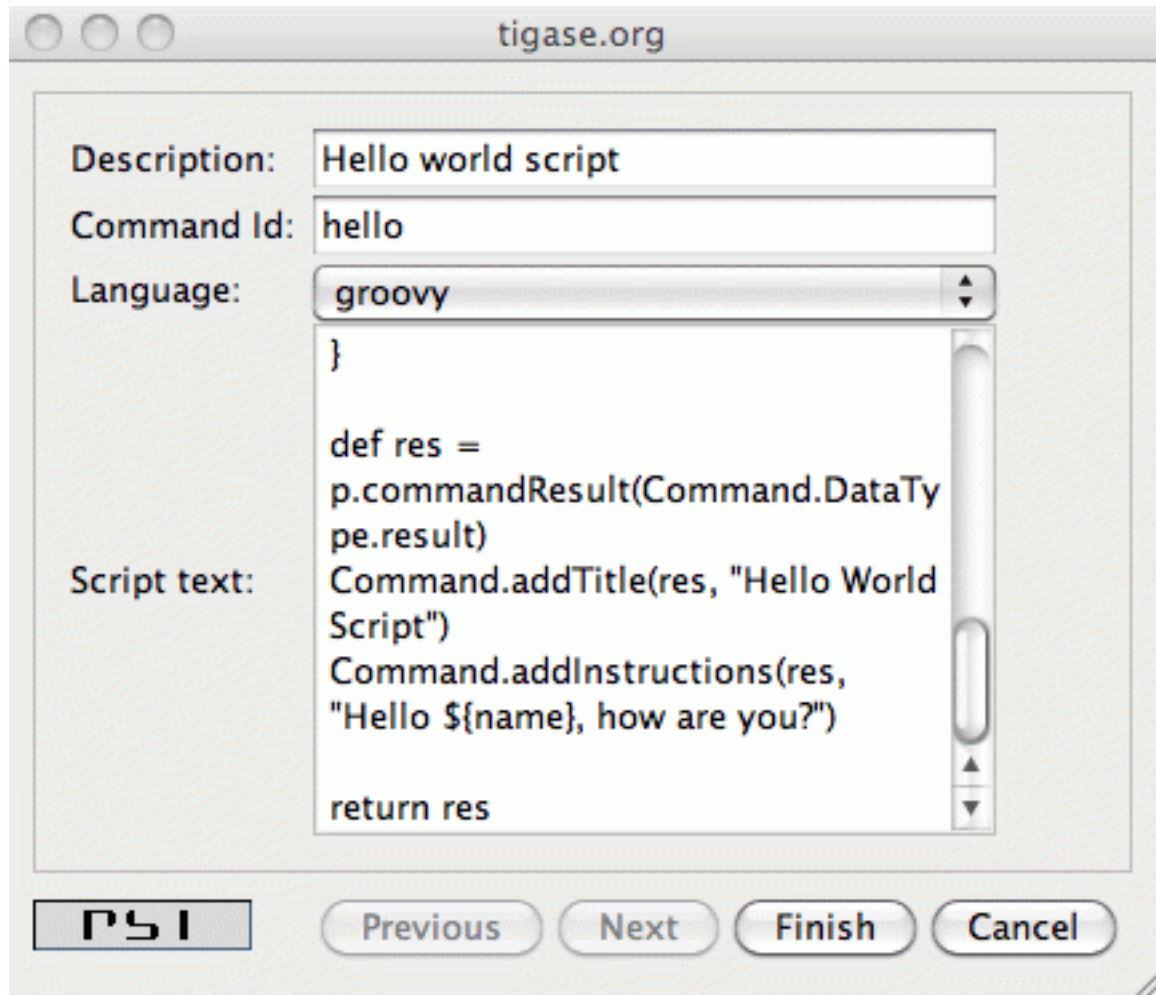 tigase.org
Description: Hello world script
Command Id: hello
Language: groovy
Script text:
}
def res =
p.commandResult(Command.DataTy
pe.result)
Command.addTitle(res, "Hello World
Script")
Command.addInstructions(res,
"Hello ${name}, how are you?")
return res
PSI Previous Next Finish Cancel